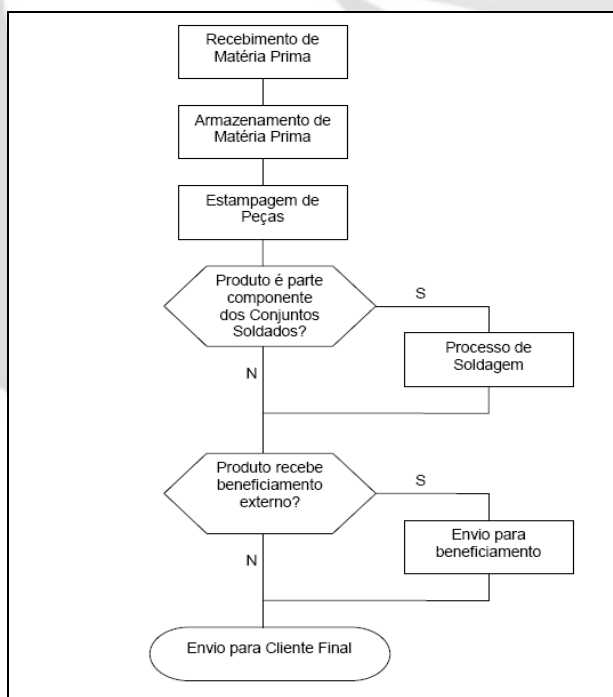 Recebimento de
Matéria Prima
Armazenamento de
Matéria Prima
Estampagem de
Peças
Produto é parte
componente
dos Conjuntos
Soldados?
S
Processo de
Soldagem
N
Produto recebe
beneficiamento
externo?
S
Envio para
beneficiamento
N
Envio para Cliente Final